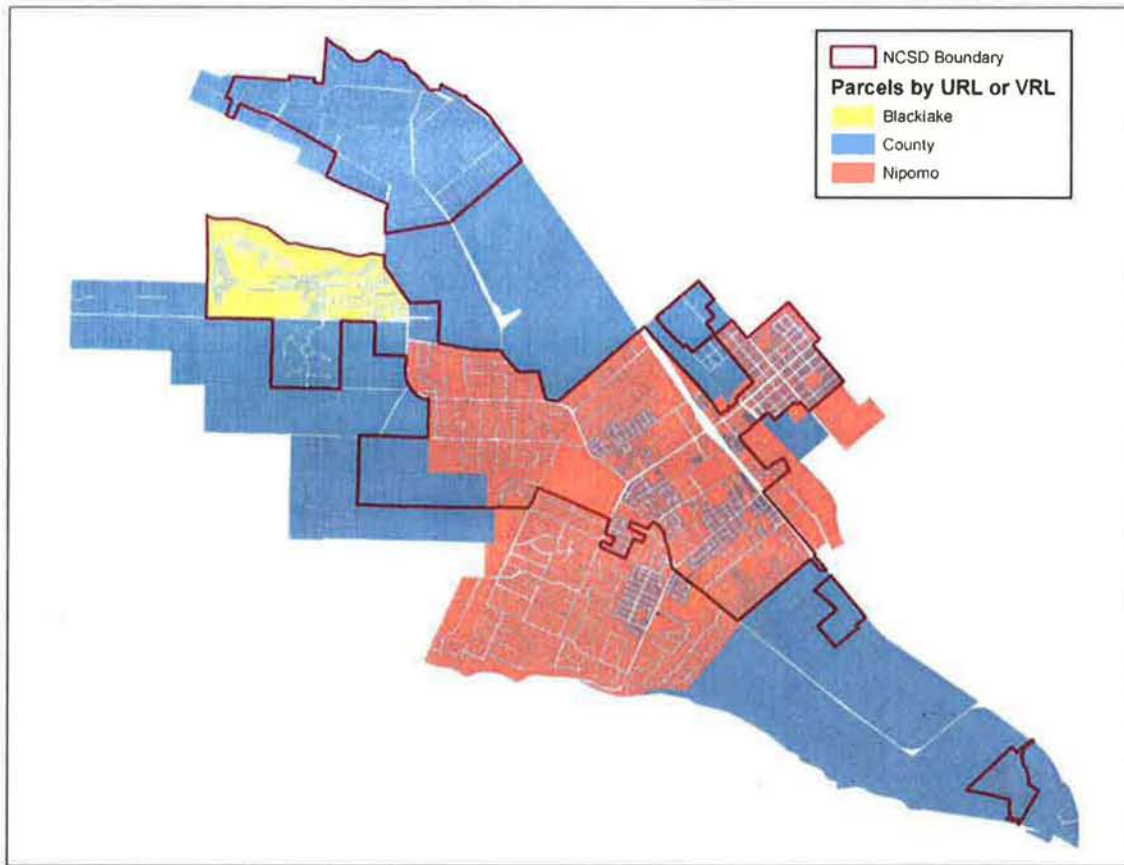 NCSD Boundary
Parcels by URL or VRL
Blacklake
County
Nipomo